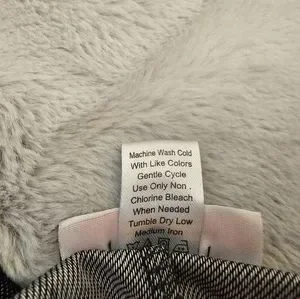 Machine Wash Cold
With Like Colors
Gentle Cycle
Use Only Non .
Chlorine Bleach
When Needed
Tumble Dry Low
Medium Iron